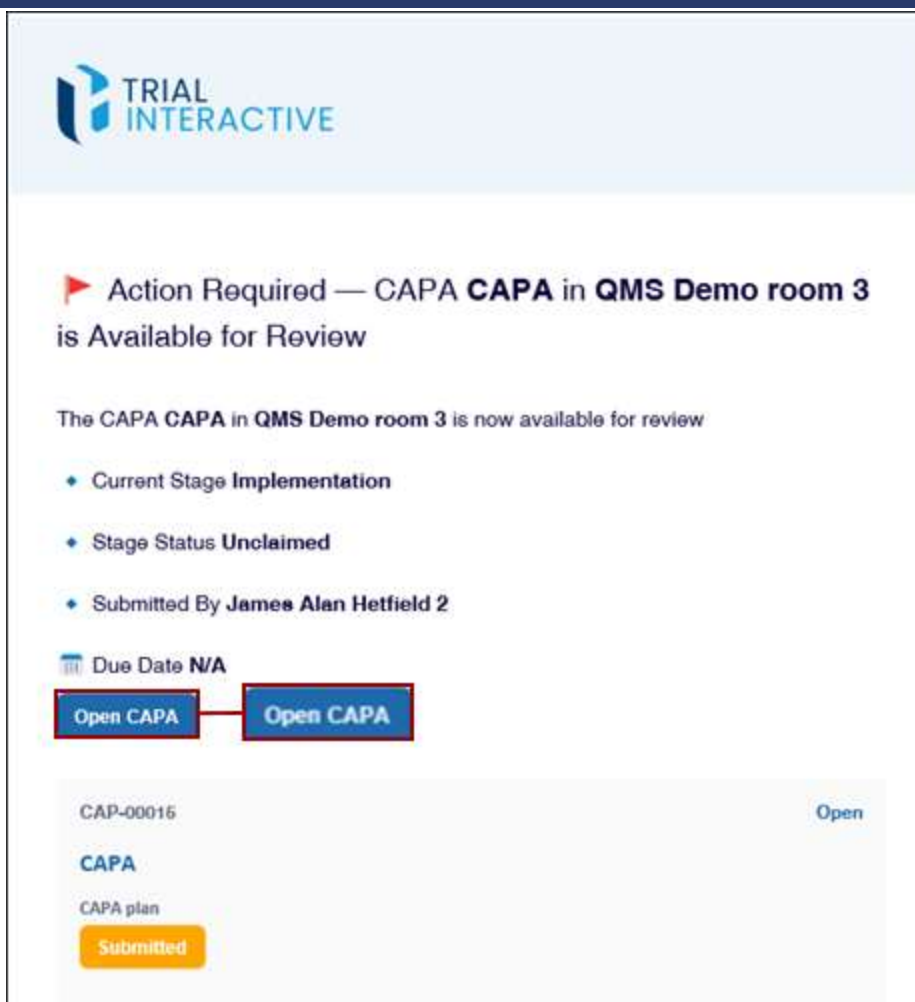 TRIAL
INTERACTIVE
Action Required — CAPA CAPA in QMS Demo room 3
is Available for Review
The CAPA CAPA in QMS Demo room 3 is now available for review
Current Stage Implementation
Stage Status Unclaimed
Submitted By James Alan Hetfield 2
Due Date N/A
Open CAPA Open CAPA
CAP-00016 Open
CAPA
CAPA plan
Submitted